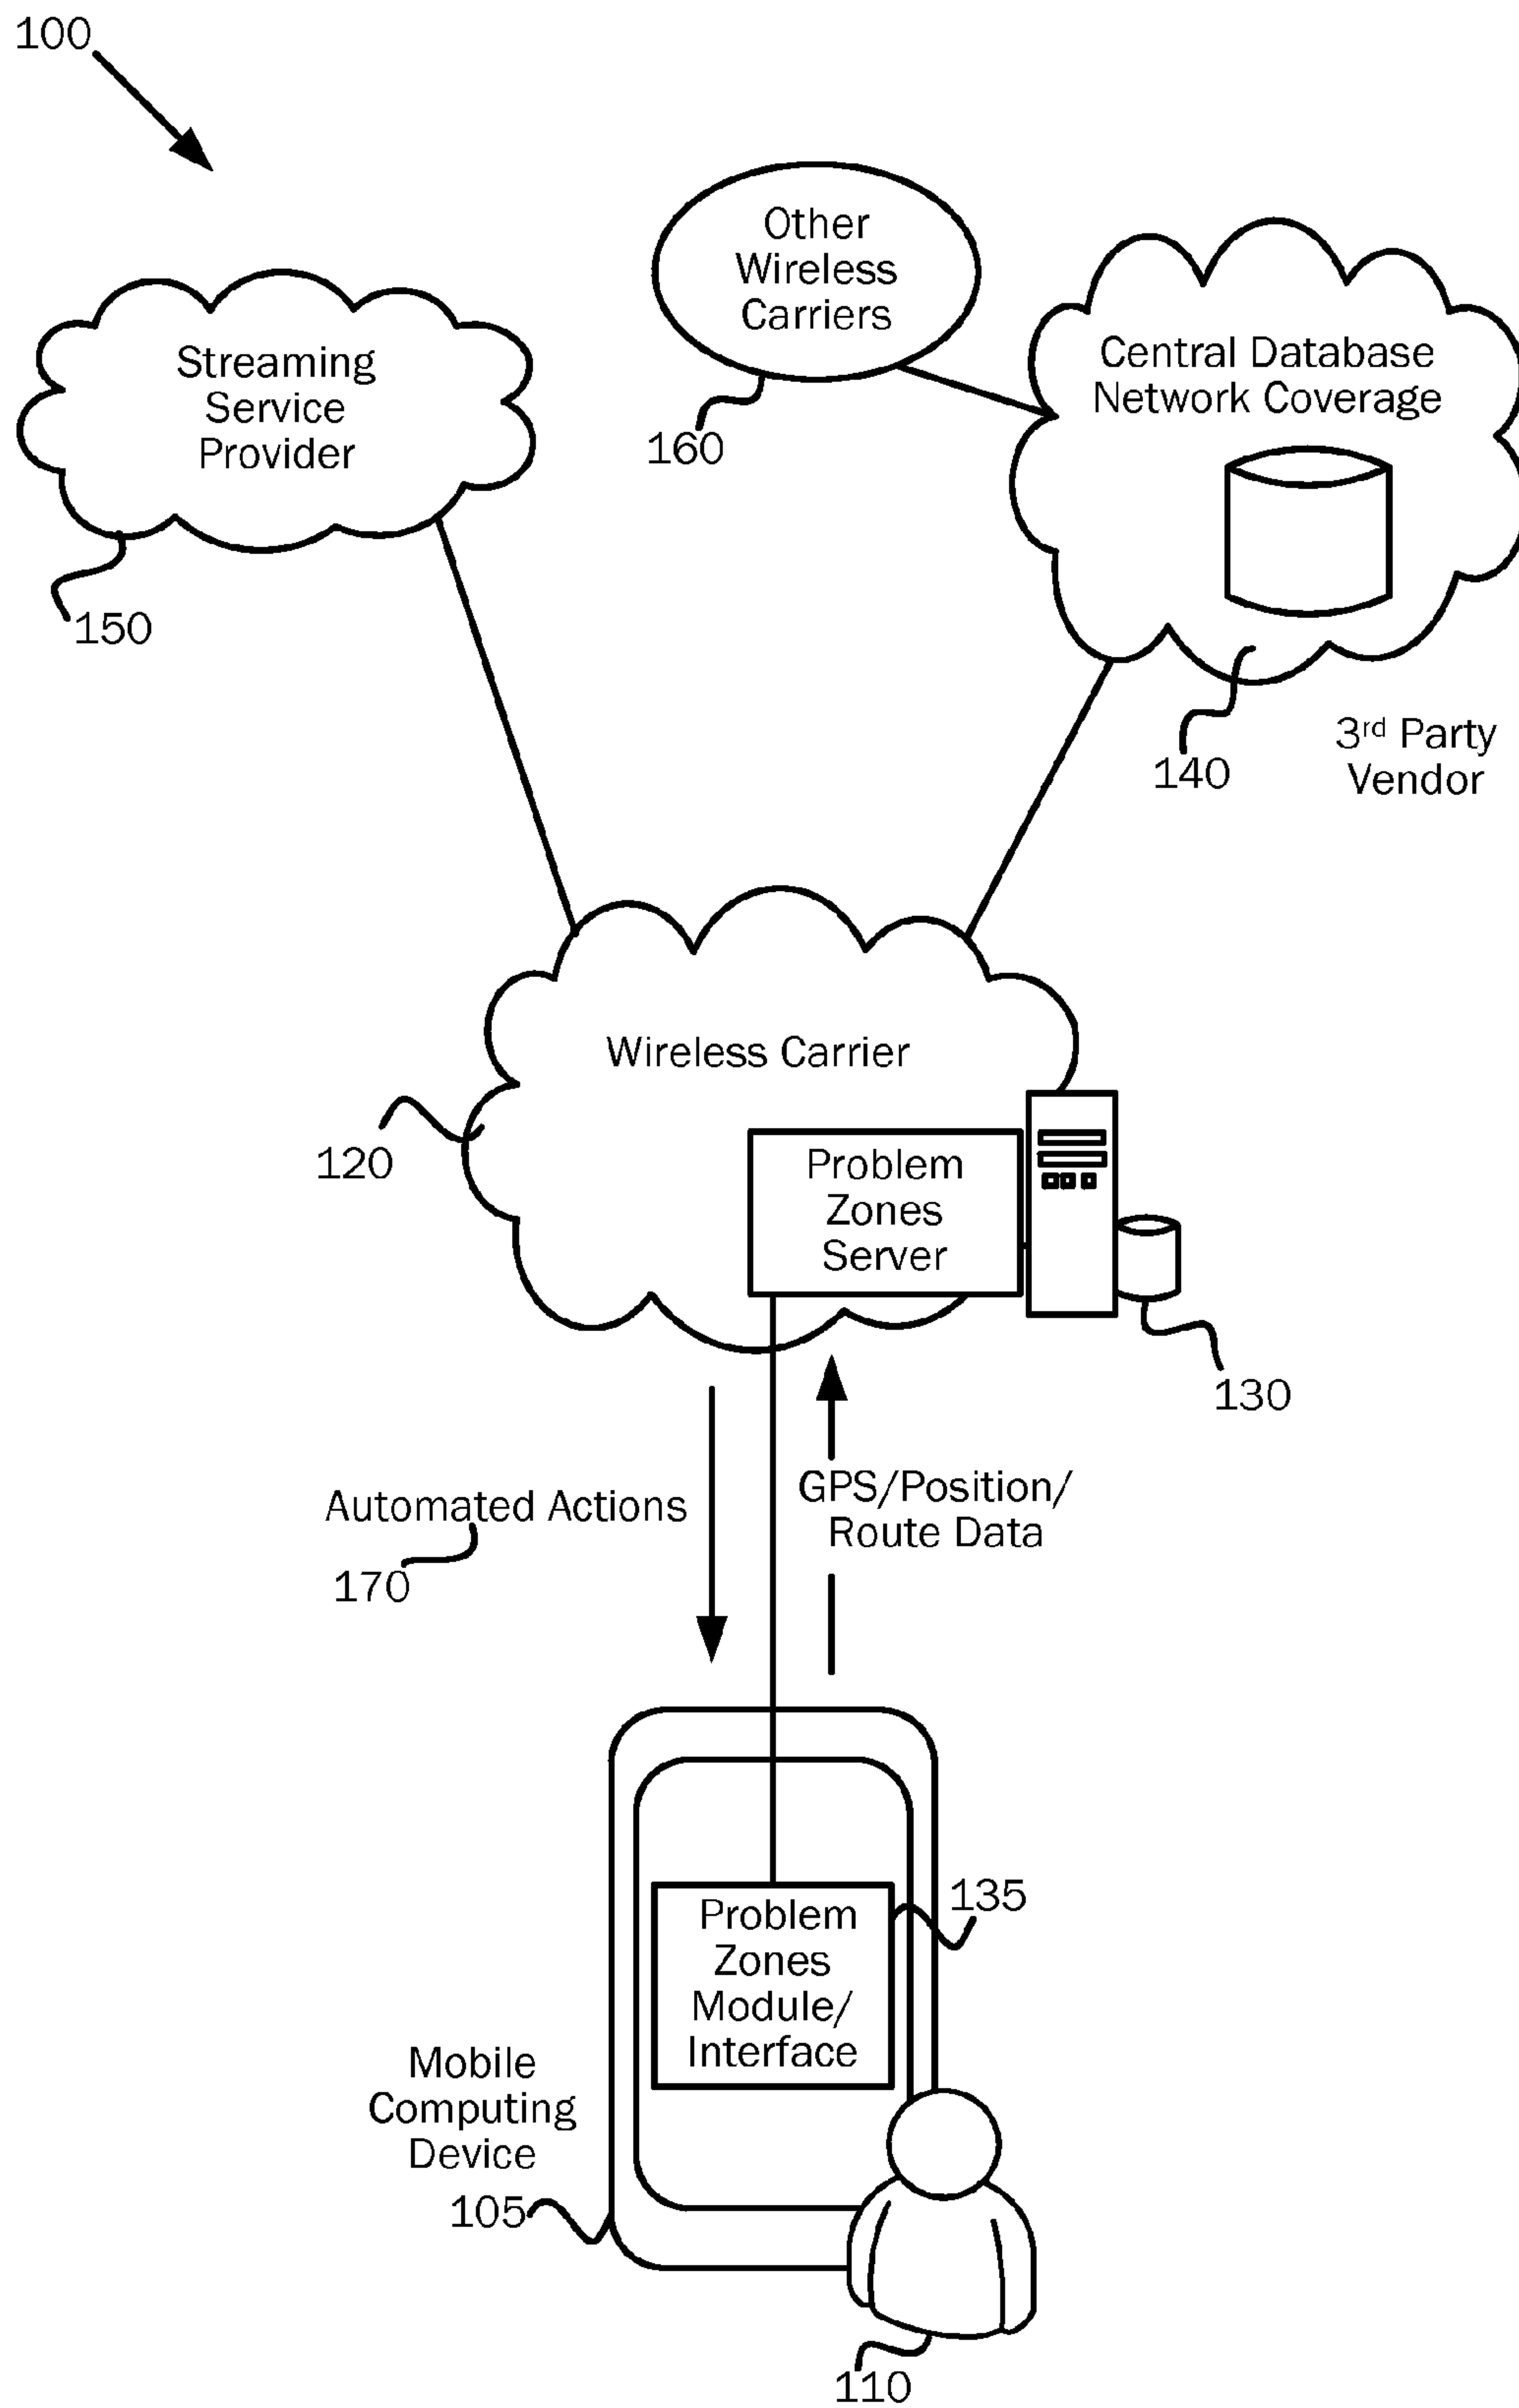 100
Other
Wireless
Carriers
160
Streaming
Service
Provider
150
Central Database
Network Coverage
140
3rd Party
Vendor
Wireless Carrier
120
Problem
Zones
Server
130
Automated Actions
170
GPS/Position/
Route Data
Problem
Zones
Module/
Interface
135
Mobile
Computing
Device
105
110